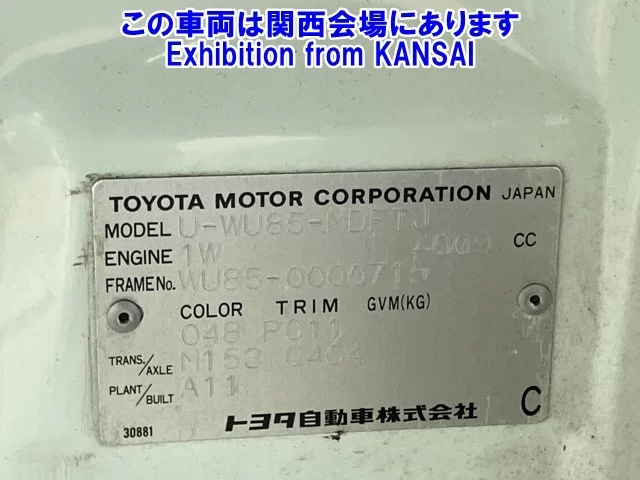 この車両は関西会場にあります
Exhibition from KANSAI
TOYOTA MOTOR CORPORATION JAPAN
MODEL U-WU85-MDFTJ
ENGINE 1W 4009 CC
FRAME No. WU85-0000715
COLOR TRIM GVM(KG)
048 PC11
TRANS./AXLE M153 G404
PLANT/BUILT A11
トヨタ自動車株式会社 C
30881